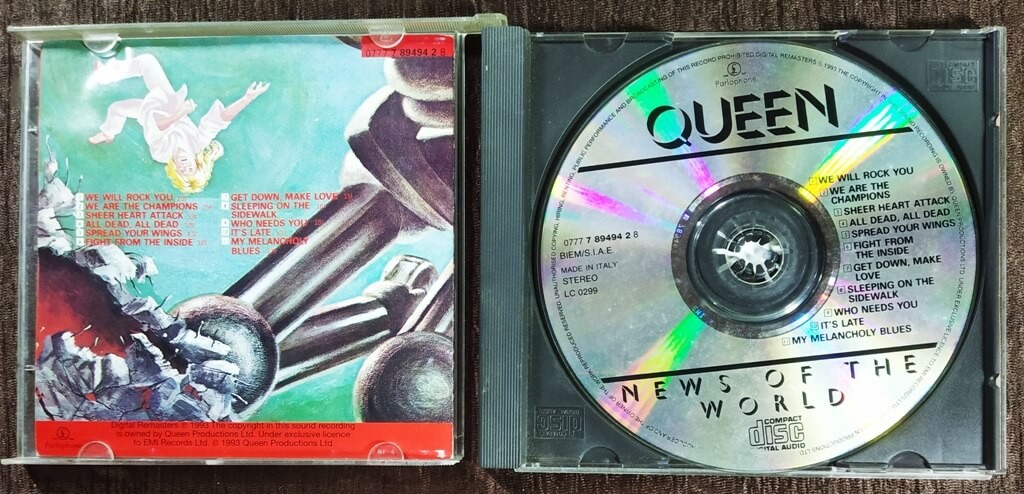 0777 7 89494 2 8
WE WILL ROCK YOU
WE ARE THE CHAMPIONS
SHEER HEART ATTACK
ALL DEAD, ALL DEAD
SPREAD YOUR WINGS
FIGHT FROM THE INSIDE
GET DOWN, MAKE LOVE
SLEEPING ON THE
SIDEWALK
WHO NEEDS YOU
IT'S LATE
MY MELANCHOLY
BLUES
Digital Remasters ℗ 1993 The copyright in this sound recording
is owned by Queen Productions Ltd. Under exclusive licence
to EMI Records Ltd. © 1993 Queen Productions Ltd
Parlophone
QUEEN
WE WILL ROCK YOU
WE ARE THE
CHAMPIONS
SHEER HEART ATTACK
ALL DEAD, ALL DEAD
SPREAD YOUR WINGS
FIGHT FROM
THE INSIDE
GET DOWN, MAKE
LOVE
SLEEPING ON THE
SIDEWALK
WHO NEEDS YOU
IT'S LATE
MY MELANCHOLY BLUES
0777 7 89494 2 8
BIEM/S.I.A.E.
MADE IN ITALY
STEREO
LC 0299
NEWS OF THE
WORLD
COMPACT
disc
DIGITAL AUDIO
COMPACT
disc